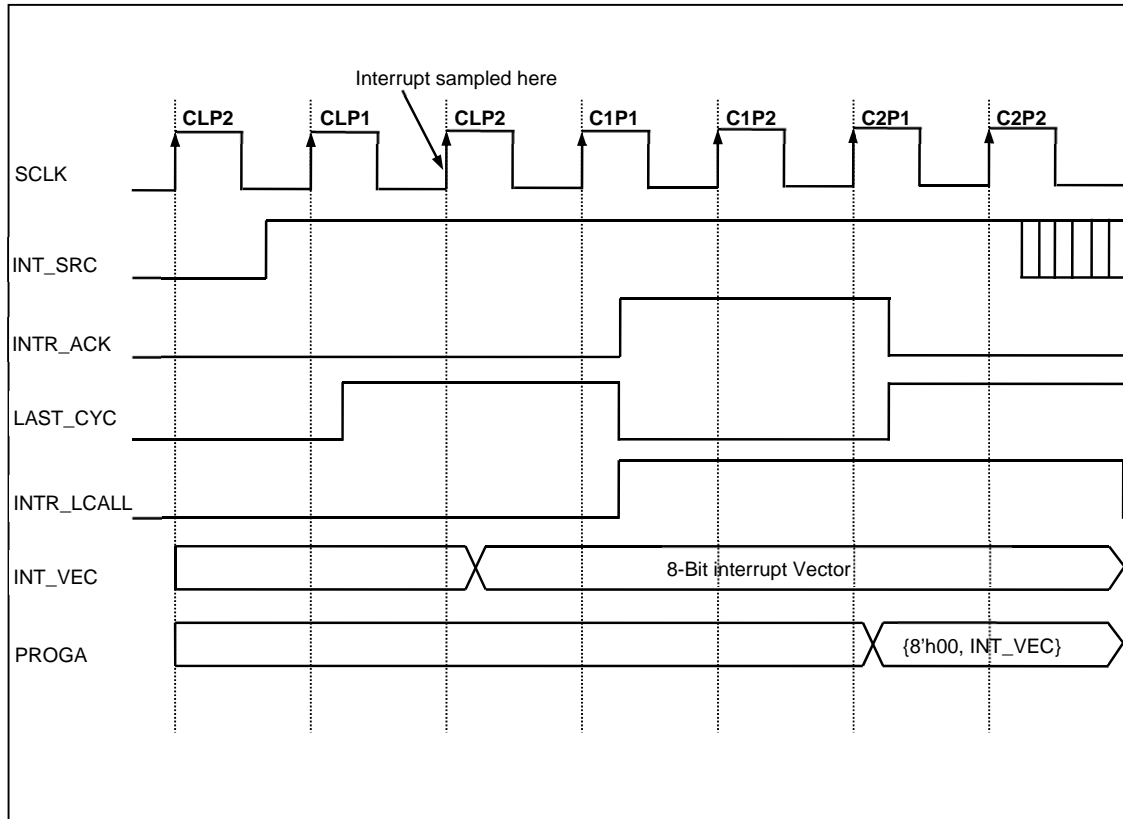 Interrupt sampled here
CLP2 CLP1 CLP2 C1P1 C1P2 C2P1 C2P2
SCLK
INT_SRC
INTR_ACK
LAST_CYC
INTR_LCALL
INT_VEC 8-Bit interrupt Vector
PROGA {8'h00, INT_VEC}